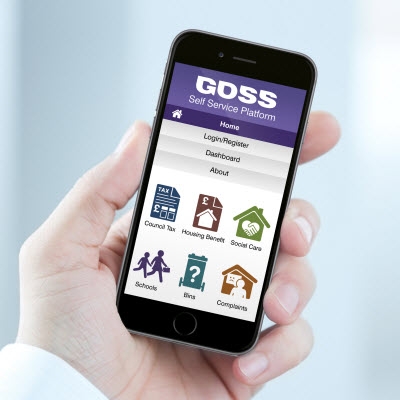 GOSS
Self Service Platform
Home
Login/Register
Dashboard
About
TAX
£
£
Council Tax
Housing Benefit
Social Care
?
Schools
Bins
Complaints